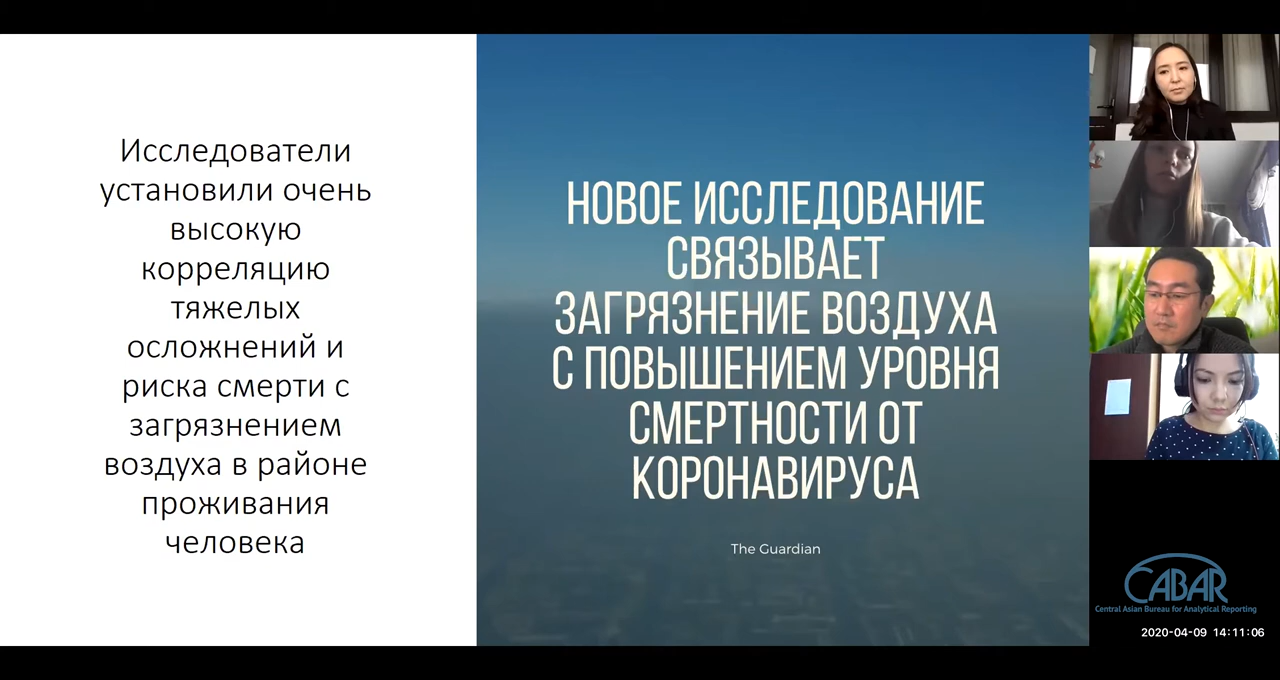 Исследователи
установили очень
высокую
корреляцию
тяжелых
осложнений и
риска смерти с
загрязнением
воздуха в районе
проживания
человека
НОВОЕ ИССЛЕДОВАНИЕ
СВЯЗЫВАЕТ
ЗАГРЯЗНЕНИЕ ВОЗДУХА
С ПОВЫШЕНИЕМ УРОВНЯ
СМЕРТНОСТИ ОТ
КОРОНАВИРУСА
The Guardian
CABAR
Central Asian Bureau for Analytical Reporting
2020-04-09 14:11:06